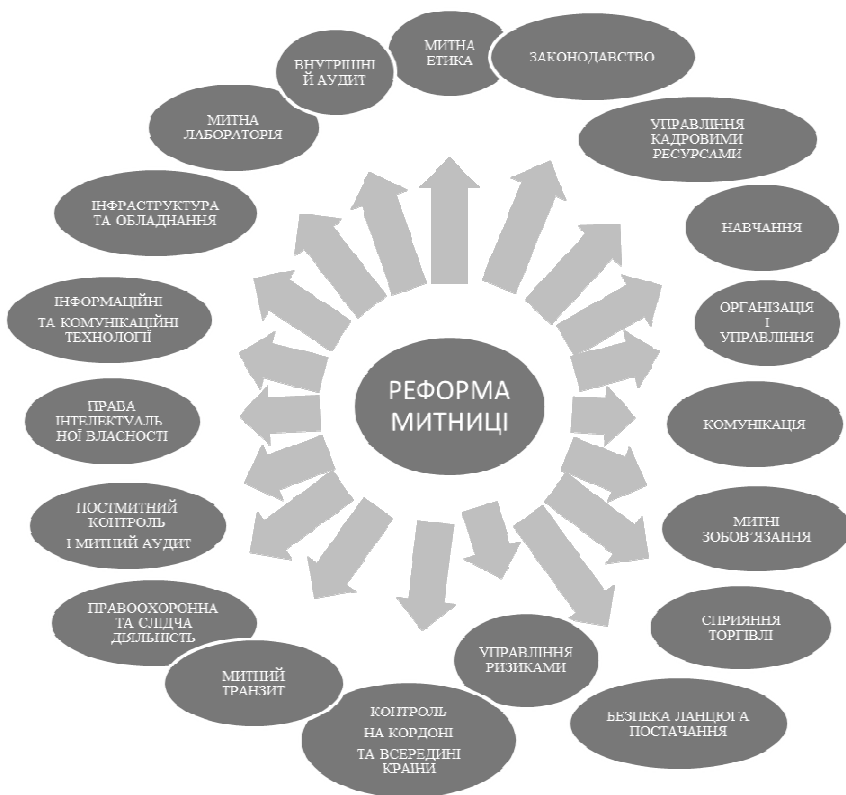 МИТНА
ЕТИКА
ЗАКОНОДАВСТВО
УПРАВЛІННЯ
КАДРОВИМИ
РЕСУРСАМИ
НАВЧАННЯ
ОРГАНІЗАЦІЯ
І
УПРАВЛІННЯ
КОМУНІКАЦІЯ
МИТНІ
ЗОБОВ'ЯЗАННЯ
СПРИЯННЯ
ТОРГІВЛІ
БЕЗПЕКА ЛАНЦЮГА
ПОСТАЧАННЯ
УПРАВЛІННЯ
РИЗИКАМИ
КОНТРОЛЬ
НА КОРДОНІ
ТА ВСЕРЕДИНІ
КРАЇНИ
МИТНИЙ
ТРАНЗИТ
ПРАВООХОРОННА
ТА СЛІДЧА
ДІЯЛЬНІСТЬ
ПОСТМИТНИЙ
КОНТРОЛЬ
І МИТНИЙ АУДИТ
ПРАВА
ІНТЕЛЕКТУАЛЬ
НОЇ ВЛАСНОСТІ
ІНФОРМАЦІЙНІ
ТА КОМУНІКАЦІЙНІ
ТЕХНОЛОГІЇ
ІНФРАСТРУКТУРА
ТА ОБЛАДНАННЯ
МИТНА
ЛАБОРАТОРІЯ
ВНУТРІШНІ
Й АУДИТ
РЕФОРМА
МИТНИЦІ